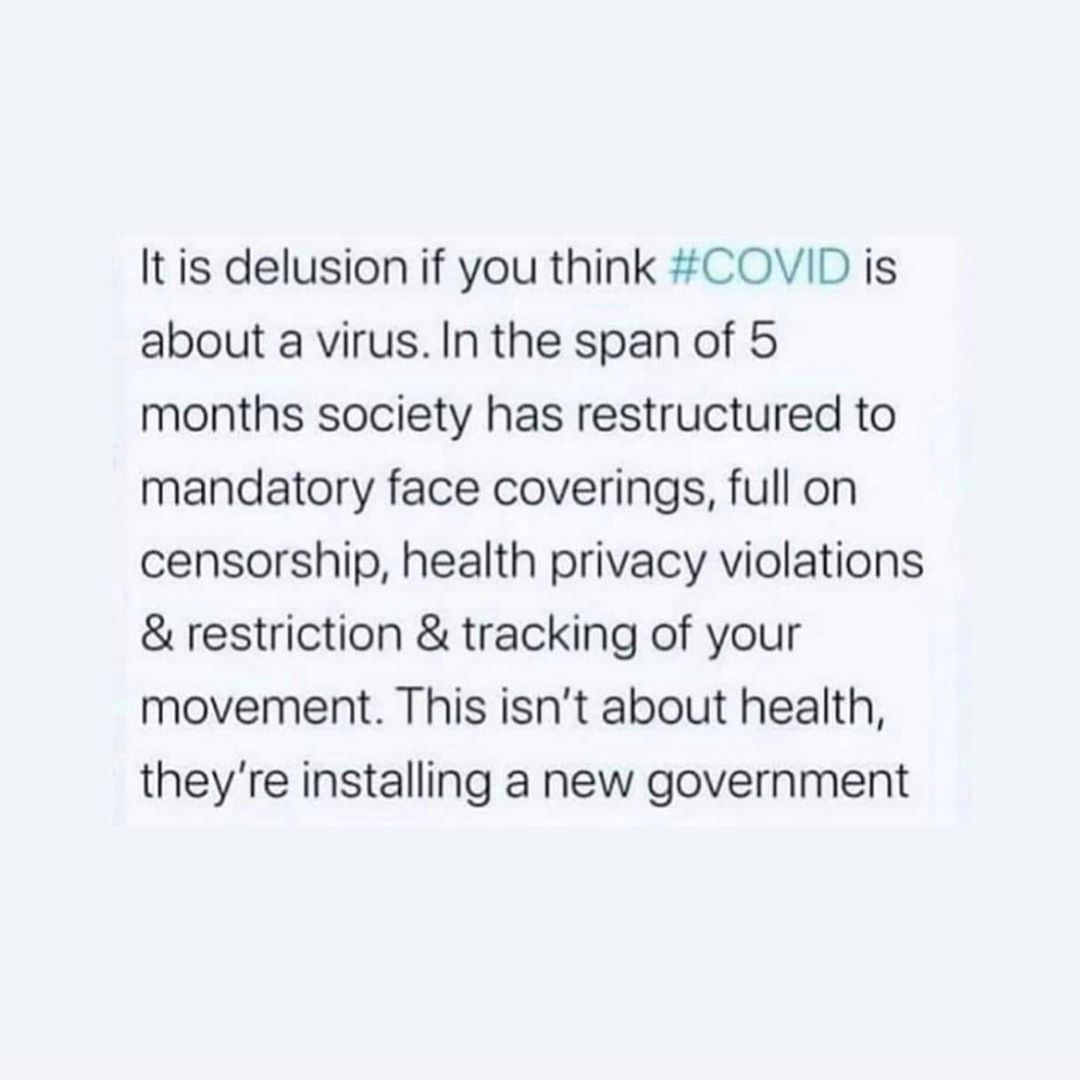 It is delusion if you think #COVID is
about a virus. In the span of 5
months society has restructured to
mandatory face coverings, full on
censorship, health privacy violations
& restriction & tracking of your
movement. This isn't about health,
they're installing a new government